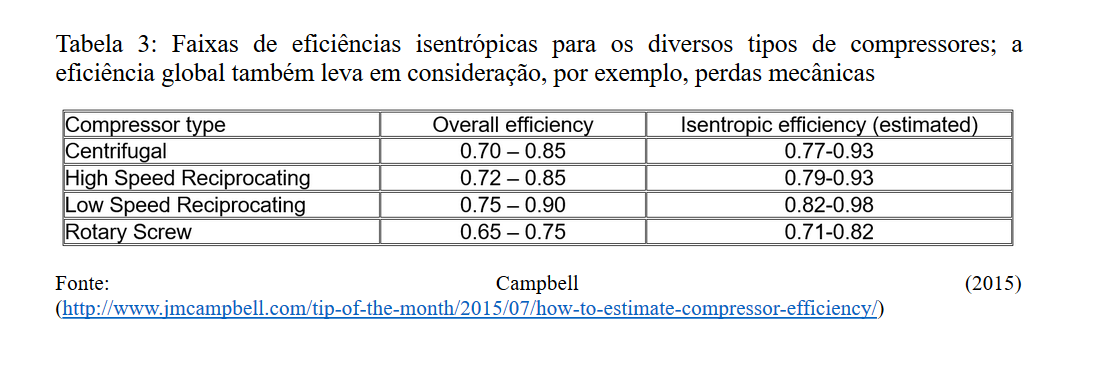 Tabela 3: Faixas de eficiências isentrópicas para os diversos tipos de compressores; a
eficiência global também leva em consideração, por exemplo, perdas mecânicas
Compressor type Overall efficiency Isentropic efficiency (estimated)
Centrifugal 0.70 – 0.85 0.77-0.93
High Speed Reciprocating 0.72 – 0.85 0.79-0.93
Low Speed Reciprocating 0.75 – 0.90 0.82-0.98
Rotary Screw 0.65 – 0.75 0.71-0.82
Fonte: Campbell (2015)
(http://www.jmcampbell.com/tip-of-the-month/2015/07/how-to-estimate-compressor-efficiency/)